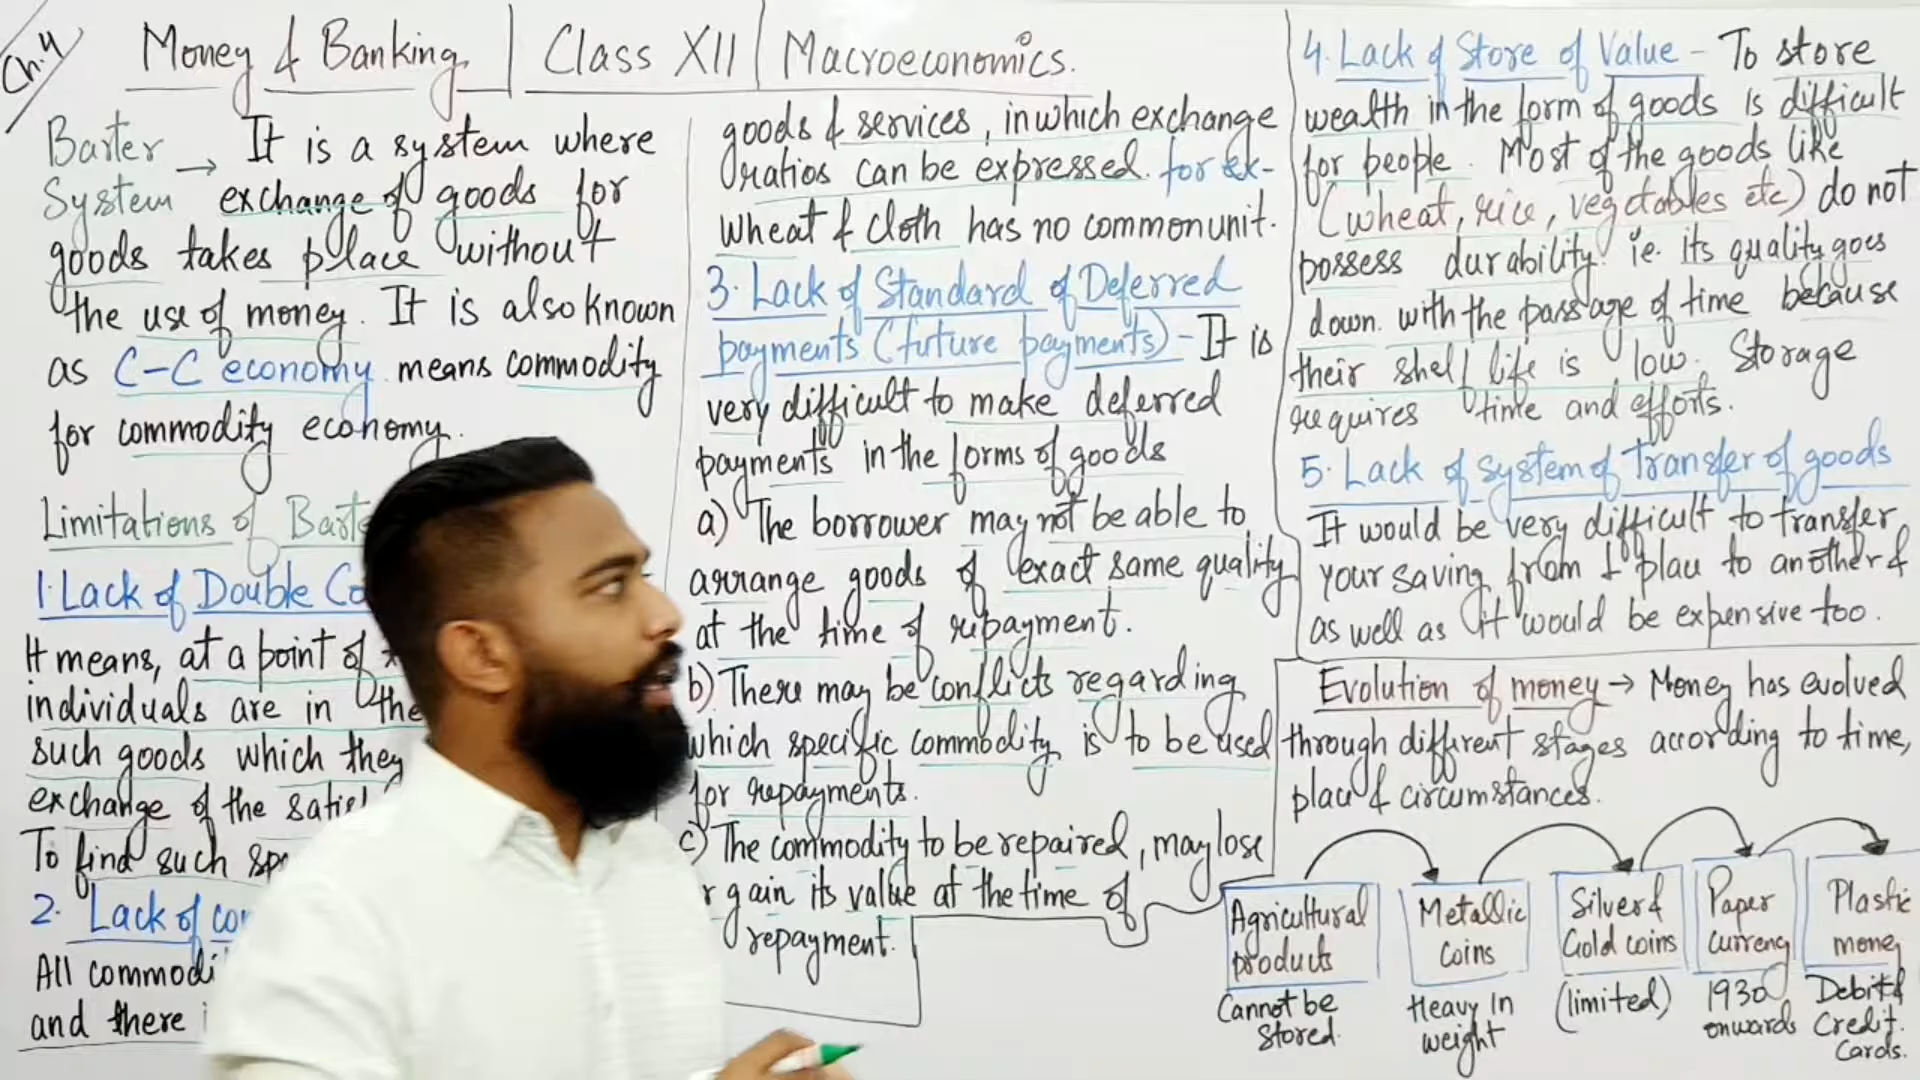 Ch.4
Money & Banking | Class XII | Macroeconomics.
Barter System → It is a system where
exchange of goods for
goods takes place without
the use of money. It is also known
as C-C economy means commodity
for commodity economy.
Limitations of Barte
1. Lack of Double Co
It means, at a point of
individuals are in the
such goods which they
exchange of the satis
To find such sp
2. Lack of co
All commodi
and there i
goods & services, in which exchange
ratios can be expressed. for ex-
wheat & cloth has no common unit.
3. Lack of Standard of Deferred
payments (future payments) - It is
very difficult to make deferred
payments in the forms of goods
a) The borrower may not be able to
arrange goods of exact same quality
at the time of repayment.
b) There may be conflicts regarding
which specific commodity is to be used
for repayments.
c) The commodity to be repaired, may lose
r gain its value at the time of
repayment.
4. Lack of Store of Value - To store
wealth in the form of goods is difficult
for people. Most of the goods like
(wheat, rice, vegetables etc) do not
possess durability ie. its quality goes
down. with the passage of time because
their shelf life is low. Storage
requires time and efforts.
5. Lack of system of Transfer of goods
It would be very difficult to transfer
your saving from 1 place to another &
as well as it would be expensive too.
Evolution of money → Money has evolved
through different stages according to time,
place & circumstances.
Agricultural
products
Cannot be
Stored.
Metallic
Coins
Heavy in
weight
Silver &
Gold coins
(limited)
Paper
currency
1930
onwards
Plastic
money
Debit &
Credit
Cards.